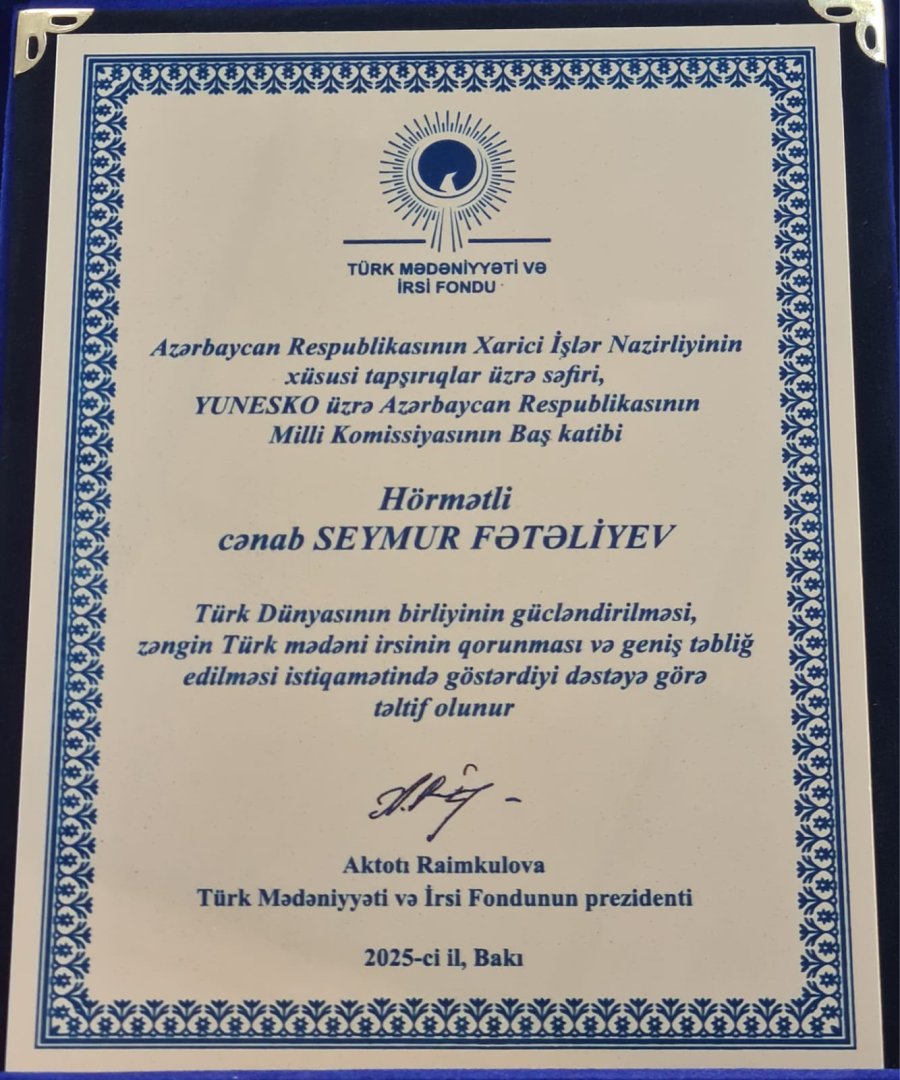 TÜRK MƏDƏNİYYƏTİ VƏ
İRSİ FONDU
Azərbaycan Respublikasının Xarici İşlər Nazirliyinin
xüsusi tapşırıqlar üzrə səfiri,
YUNESKO üzrə Azərbaycan Respublikasının
Milli Komissiyasının Baş katibi
Hörmətli
cənab SEYMUR FƏTƏLİYEV
Türk Dünyasının birliyinin gücləndirilməsi,
zəngin Türk mədəni irsinin qorunması və geniş təbliğ
edilməsi istiqamətində göstərdiyi dəstəyə görə
təltif olunur
Aktotı Raimkulova
Türk Mədəniyyəti və İrsi Fondunun prezidenti
2025-ci il, Bakı